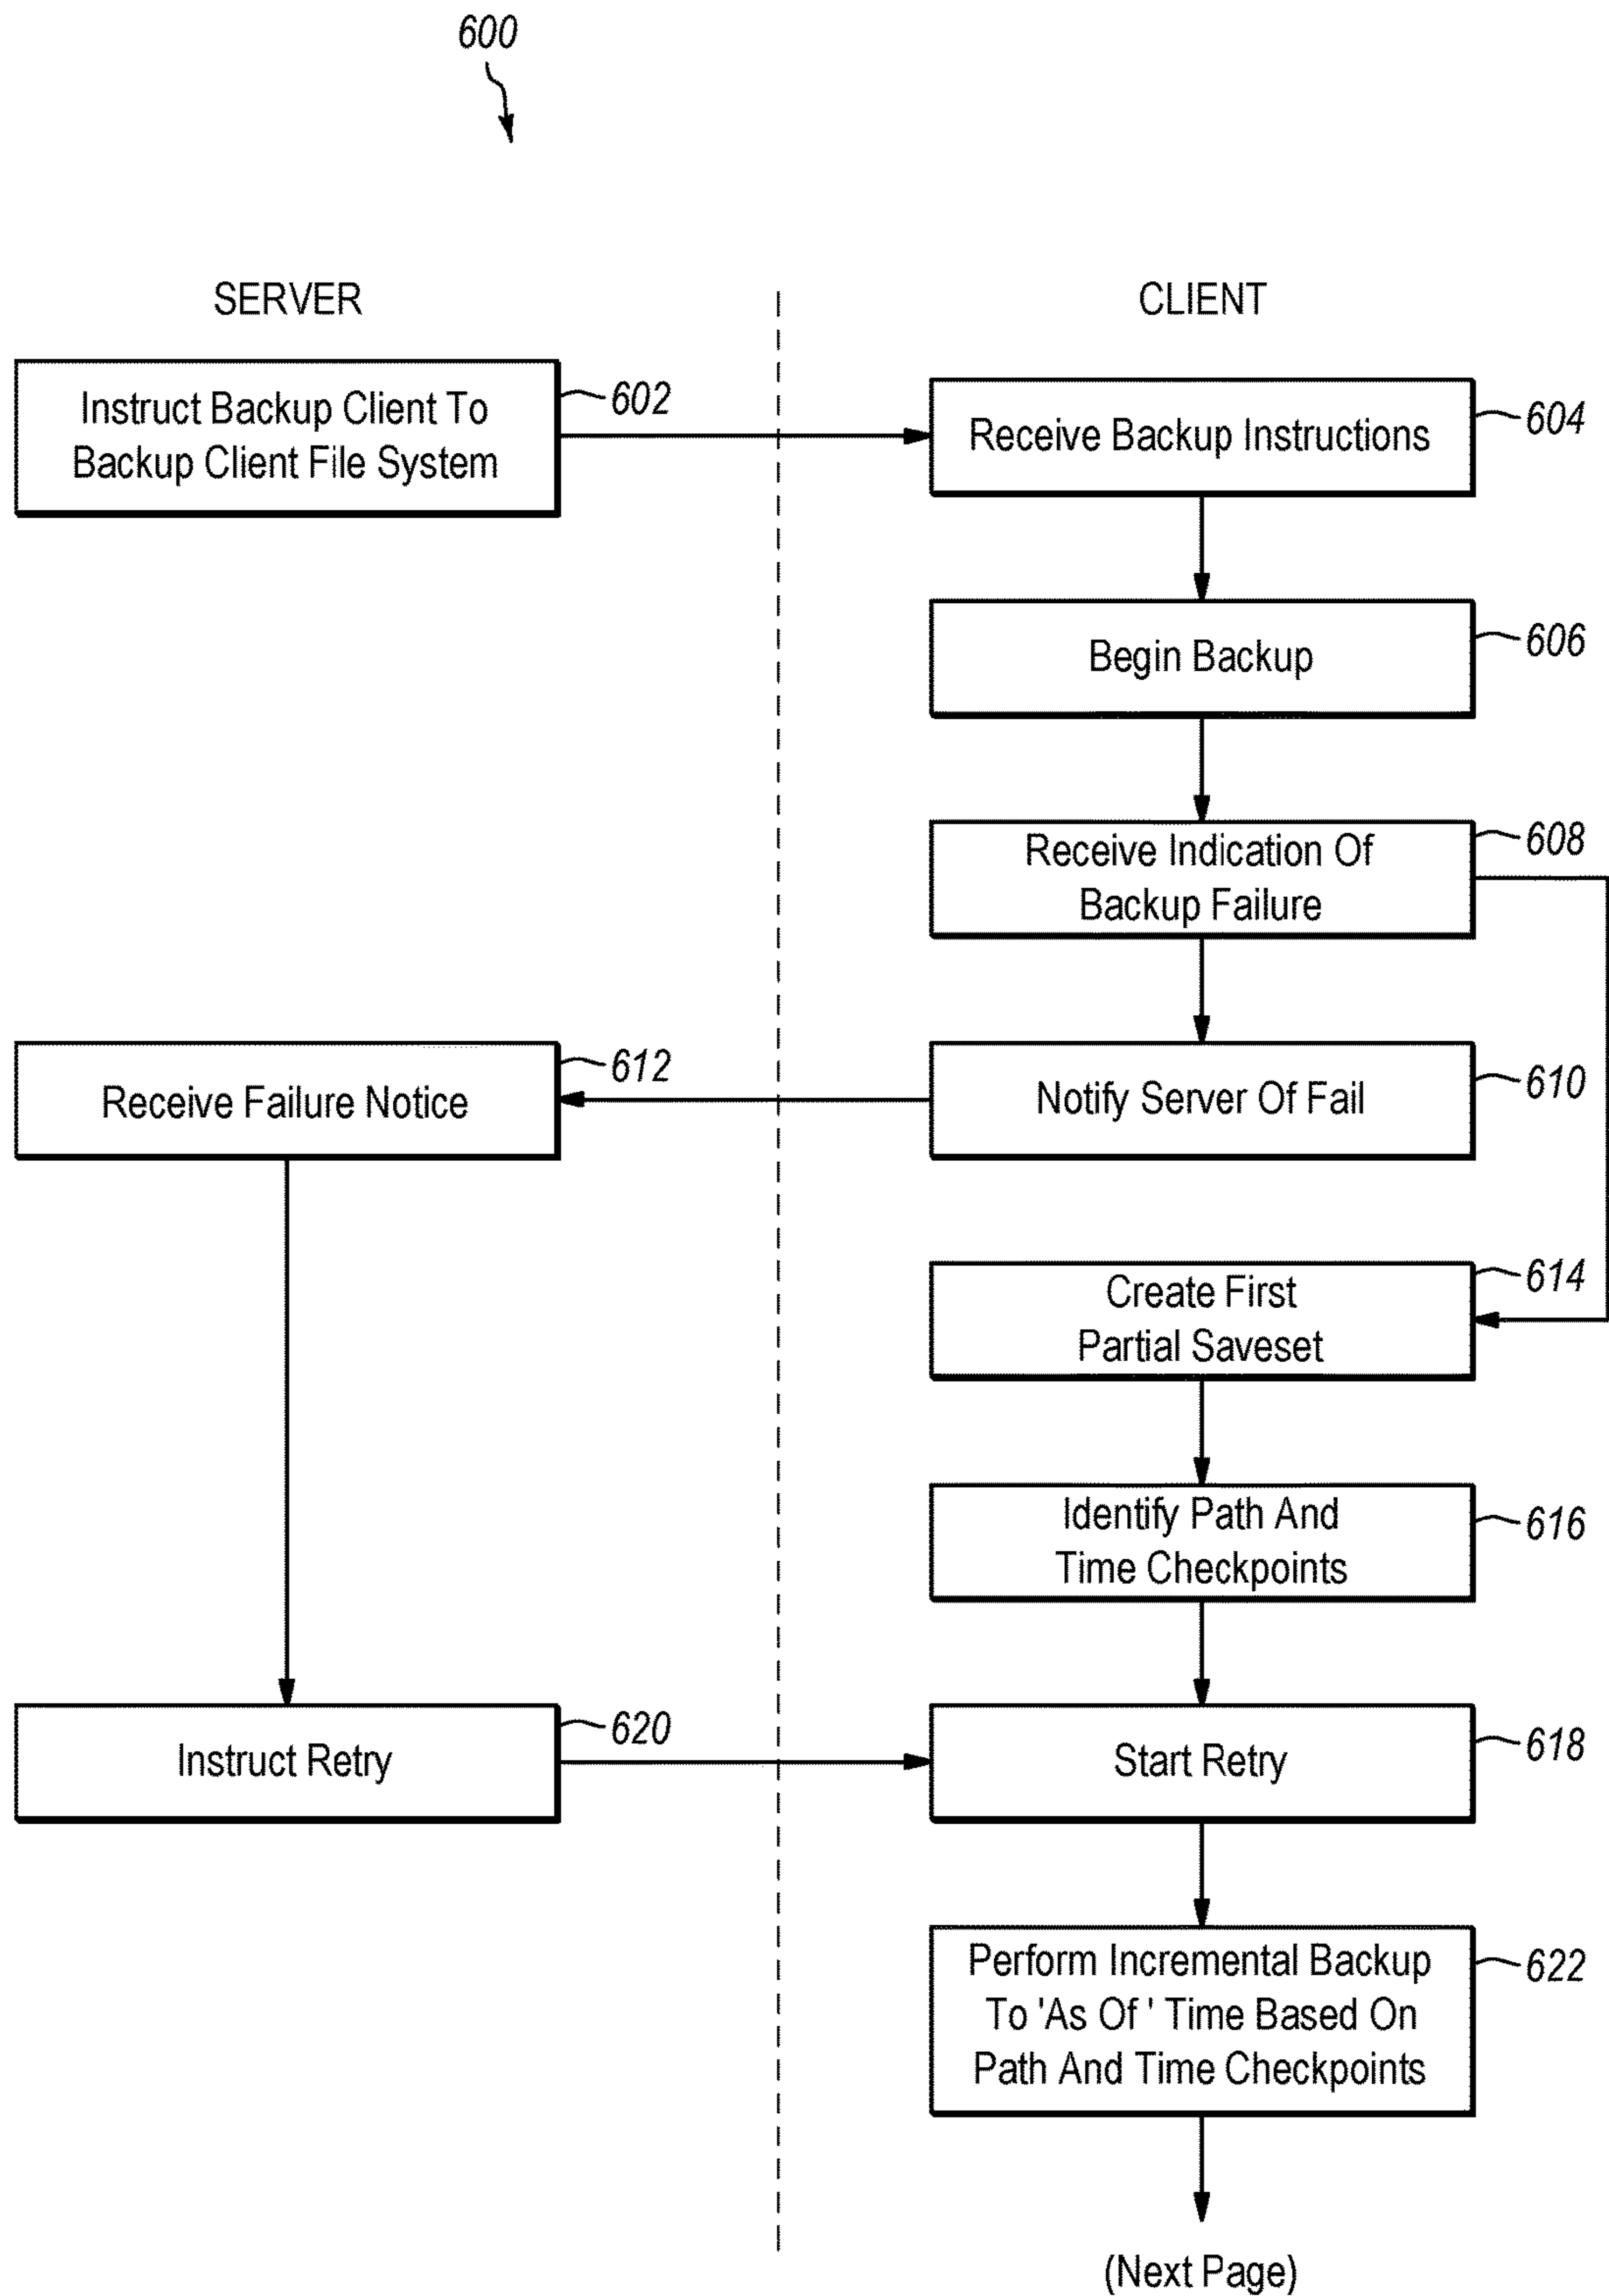 600
SERVER
CLIENT
Instruct Backup Client To
Backup Client File System
602
Receive Backup Instructions
604
Begin Backup
606
Receive Indication Of
Backup Failure
608
Receive Failure Notice
612
Notify Server Of Fail
610
Create First
Partial Saveset
614
Identify Path And
Time Checkpoints
616
Instruct Retry
620
Start Retry
618
Perform Incremental Backup
To 'As Of ' Time Based On
Path And Time Checkpoints
622
(Next Page)